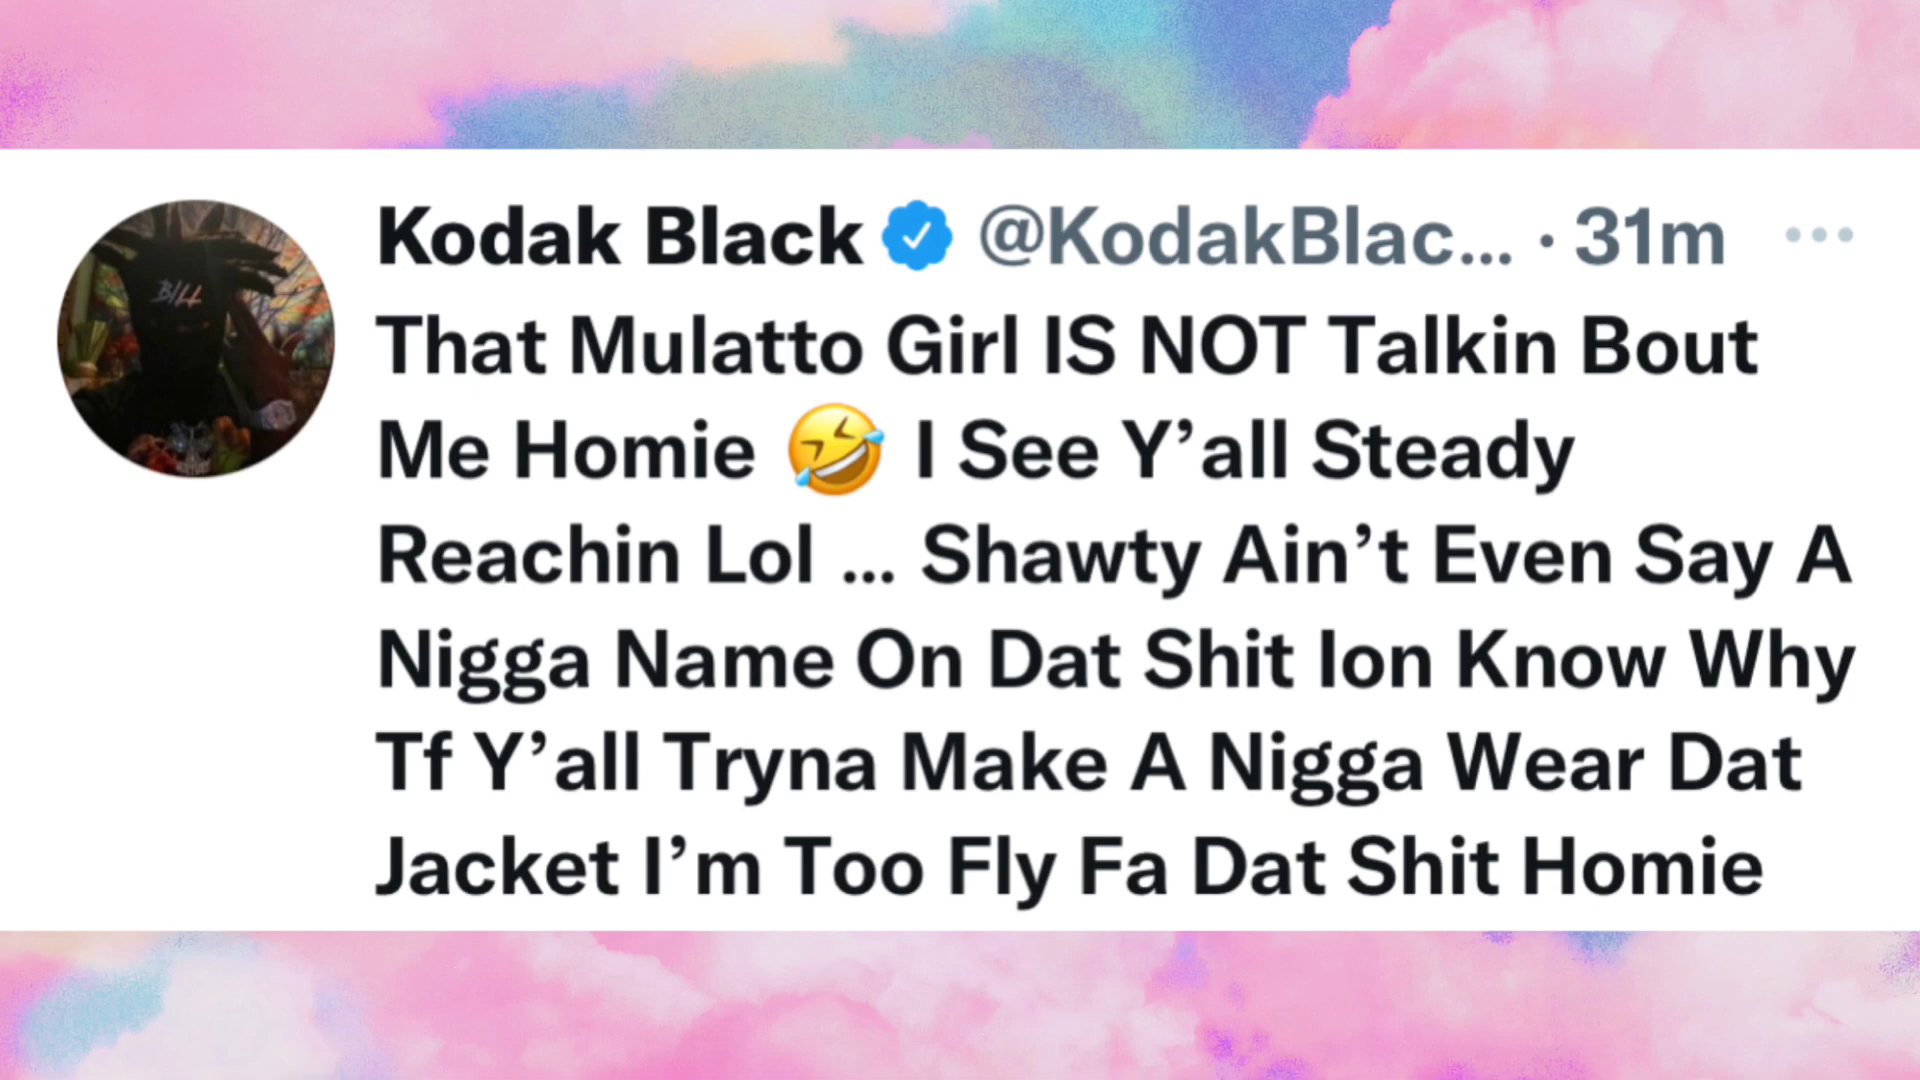 Kodak Black @KodakBlac... · 31m ...
That Mulatto Girl IS NOT Talkin Bout
Me Homie 🤣 I See Y’all Steady
Reachin Lol ... Shawty Ain’t Even Say A
Nigga Name On Dat Shit Ion Know Why
Tf Y’all Tryna Make A Nigga Wear Dat
Jacket I’m Too Fly Fa Dat Shit Homie
BILL